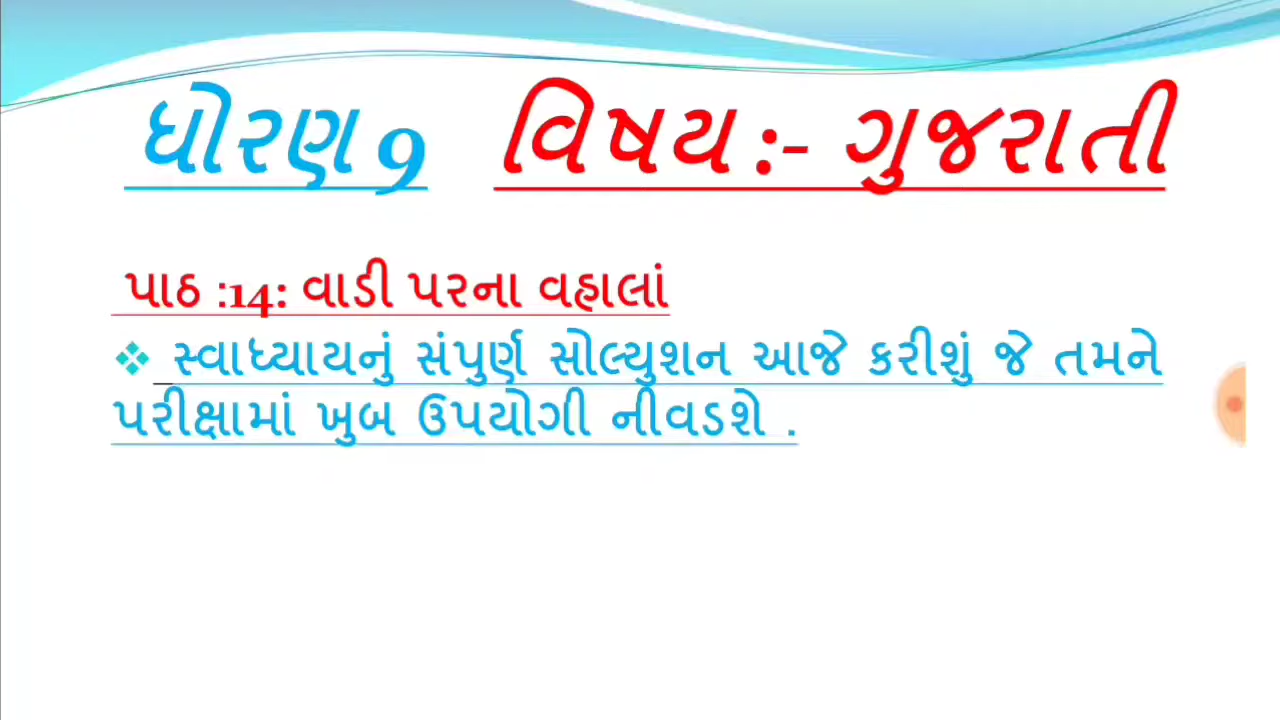 ધોરણ 9 વિષય :- ગુજરાતી
પાઠ :14: વાડી પરના વહાલાં
❖ સ્વાધ્યાયનું સંપુર્ણ સોલ્યુશન આજે કરીશું જે તમને
પરીક્ષામાં ખુબ ઉપયોગી નીવડશે .